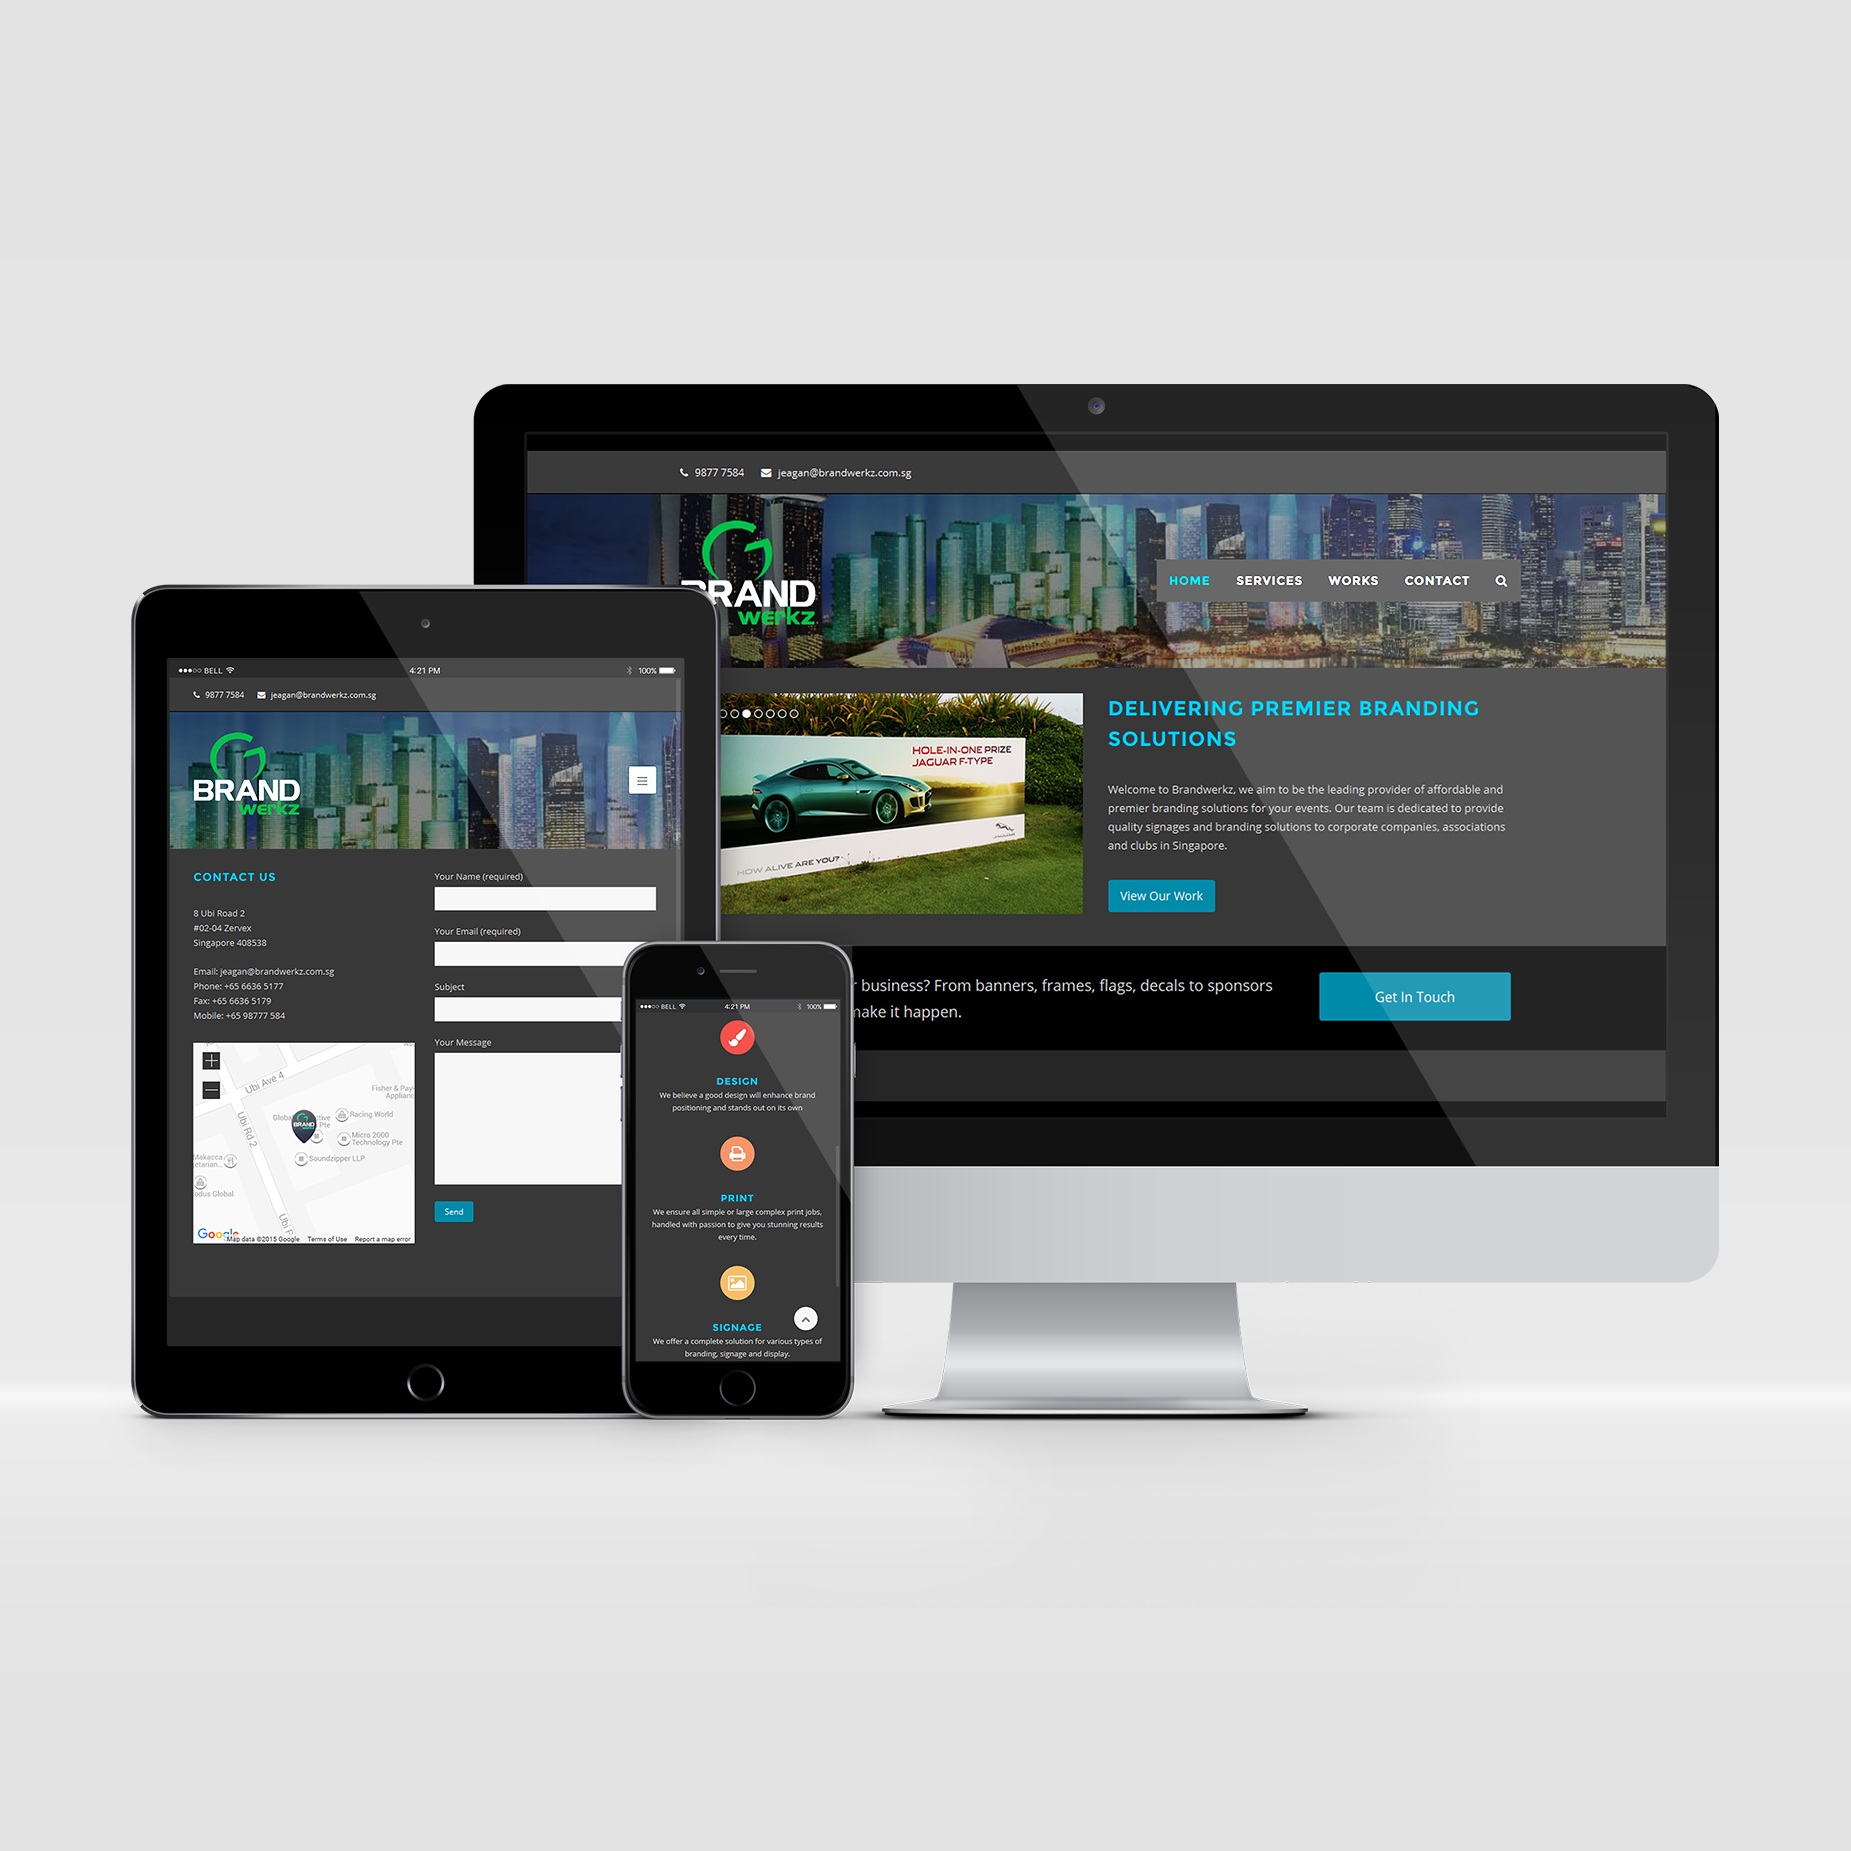 9877 7584 jeagan@brandwerkz.com.sg
BRAND
werkz
HOME SERVICES WORKS CONTACT
HOLE-IN-ONE PRIZE
JAGUAR F-TYPE
HOW ALIVE ARE YOU?
DELIVERING PREMIER BRANDING
SOLUTIONS
Welcome to Brandwerkz, we aim to be the leading provider of affordable and
premier branding solutions for your events. Our team is dedicated to provide
quality signages and branding solutions to corporate companies, associations
and clubs in Singapore.
View Our Work
business? From banners, frames, flags, decals to sponsors
make it happen.
Get In Touch
BELL 4:21 PM 100%
9877 7584 jeagan@brandwerkz.com.sg
BRAND
werkz
CONTACT US
8 Ubi Road 2
#02-04 Zervex
Singapore 408538
Email: jeagan@brandwerkz.com.sg
Phone: +65 6636 5177
Fax: +65 6636 5179
Mobile: +65 98777 584
Ubi Ave 4
Fisher & Pay
Applianc
Ubi Rd 2
Global
Pte
BRAND
Racing World
Micro 2000
Technology Pte
Soundzipper LLP
Makacca
etarian...
odus Global
Ubi
Google
Map data ©2015 Google Terms of Use Report a map error
Your Name (required)
Your Email (required)
Subject
Your Message
Send
BELL 4:21 PM 100%
DESIGN
We believe a good design will enhance brand
positioning and stands out on its own
PRINT
We ensure all simple or large complex print jobs,
handled with passion to give you stunning results
every time.
SIGNAGE
We offer a complete solution for various types of
branding, signage and display.